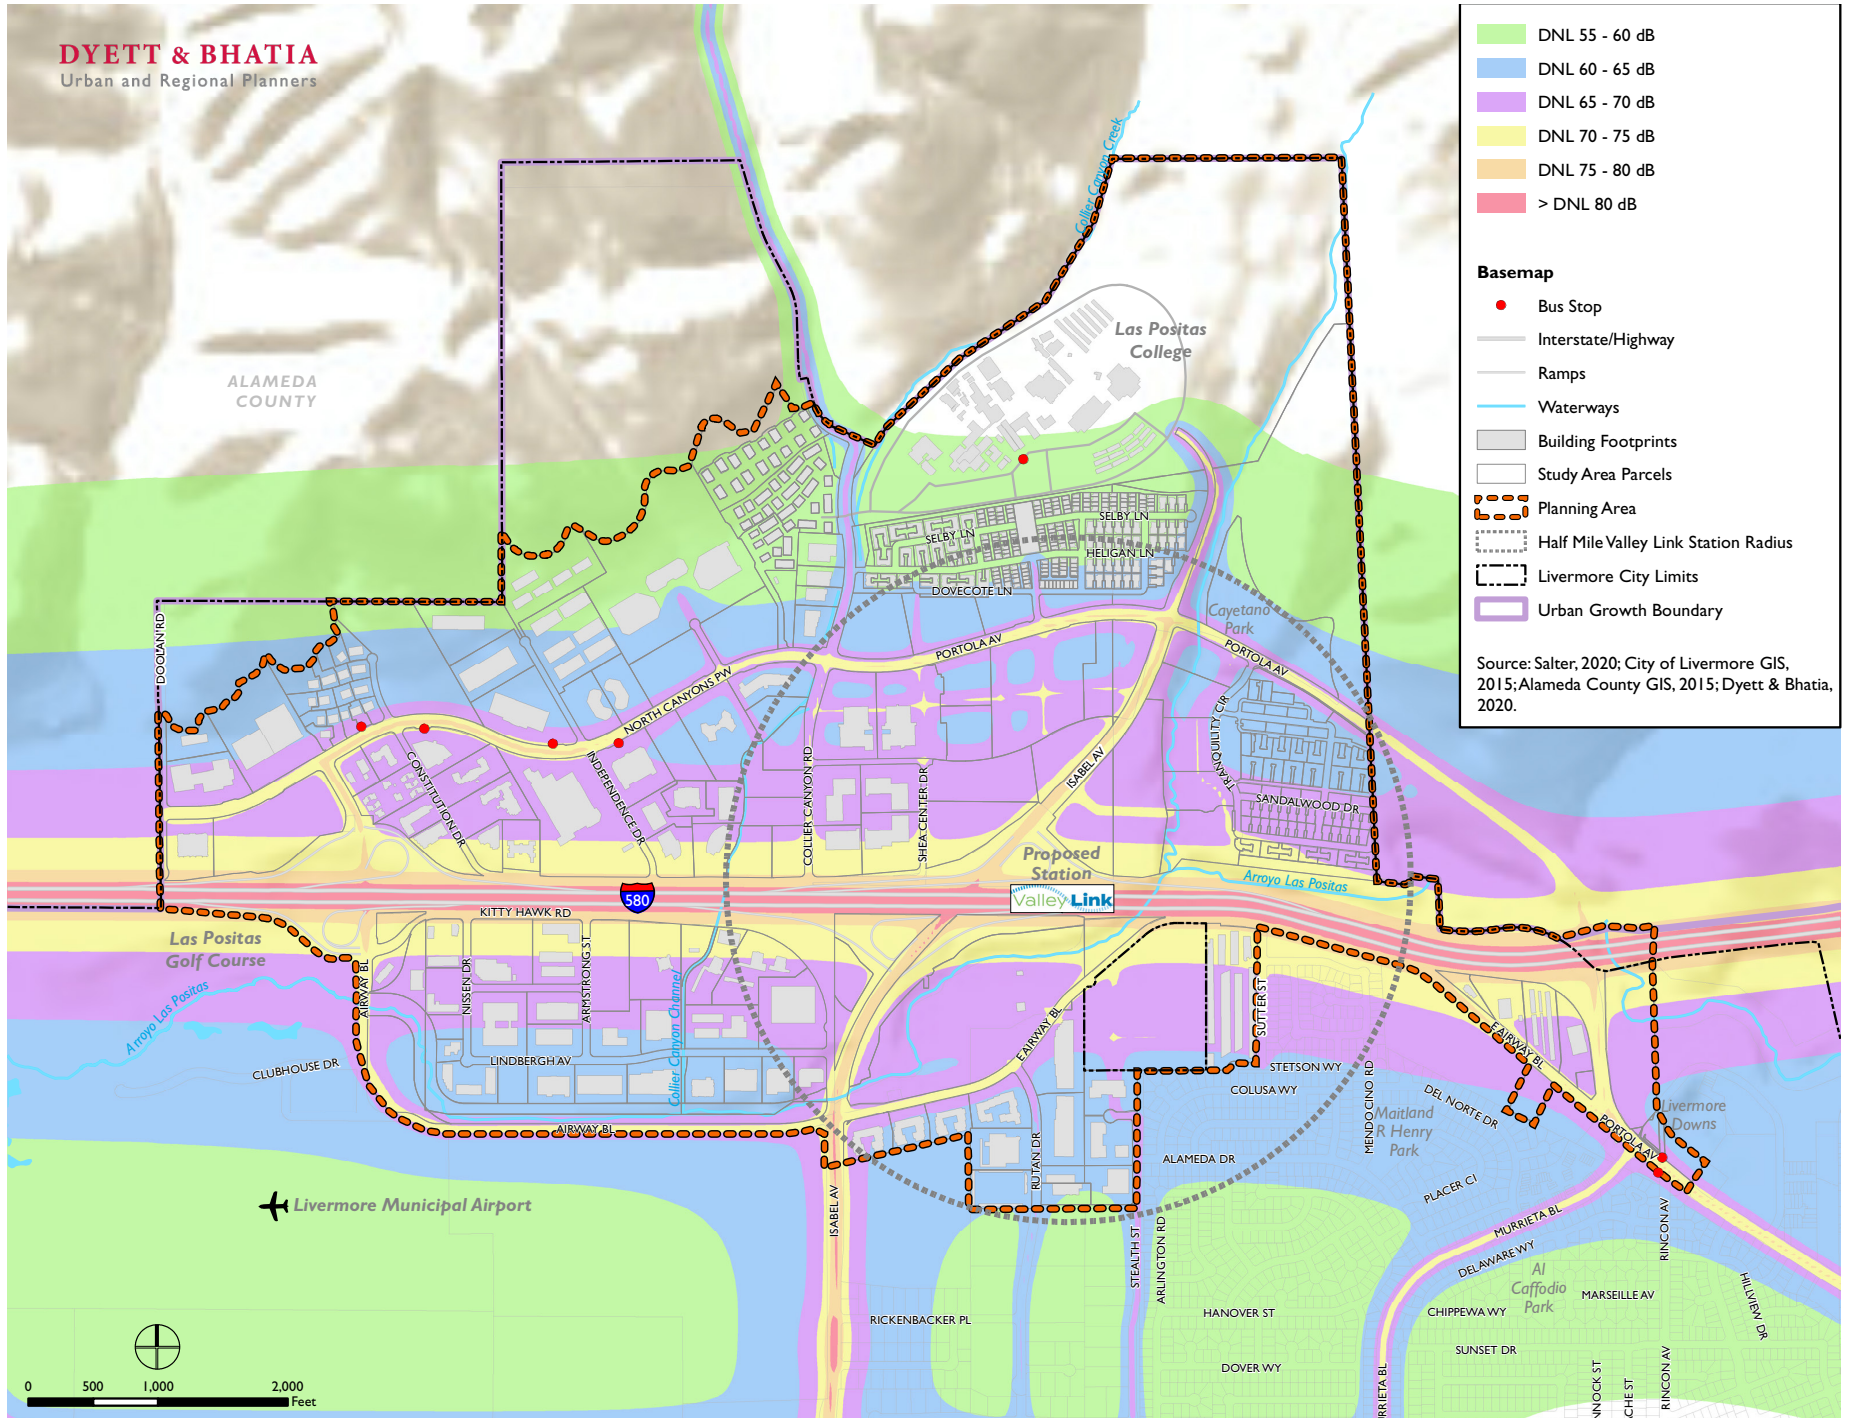 DYETT & BHATIA
Urban and Regional Planners
DNL 55 - 60 dB
DNL 60 - 65 dB
DNL 65 - 70 dB
DNL 70 - 75 dB
DNL 75 - 80 dB
> DNL 80 dB
Basemap
Bus Stop
Interstate/Highway
Ramps
Waterways
Building Footprints
Study Area Parcels
Planning Area
Half Mile Valley Link Station Radius
Livermore City Limits
Urban Growth Boundary
Source: Salter, 2020; City of Livermore GIS,
2015; Alameda County GIS, 2015; Dyett & Bhatia,
2020.
Collier Canyon Creek
Las Positas
College
ALAMEDA
COUNTY
SELBY LN
SELBY LN
HELIGAN LN
DOVECOTE LN
Cayetano
Park
DOOLAN RD
PORTOLA AV
PORTOLA AV
NORTH CANYONS PW
CONSTITUTION DR
INDEPENDENCE DR
COLLIER CANYON RD
SHEA CENTER DR
ISABEL AV
TRANQUILITY CIR
SANDALWOOD DR
Proposed
Station
Valley Link
Arroyo Las Positas
580
KITTY HAWK RD
Las Positas
Golf Course
AIRWAY BL
NISSEN DR
ARMSTRONG ST
Collier Canyon Channel
Arroyo Las Positas
CLUBHOUSE DR
LINDBERGH AV
AIRWAY BL
SUTTER ST
STETSON WY
COLUSA WY
MENDOCINO RD
Maitland
R Henry
Park
DEL NORTE DR
PORTOLA AV
Livermore
Downs
ALAMEDA DR
PLACER CI
RUTAN DR
ISABEL AV
STEALTH ST
ARLINGTON RD
MURRIETA BL
DELAWARE WY
RINCON AV
Al
Caffodio
Park
Livermore Municipal Airport
RICKENBACKER PL
HANOVER ST
DOVER WY
CHIPPEWA WY
MARSEILLE AV
SUNSET DR
HILLVIEW DR
RINCON AV
0 500 1,000 2,000
Feet